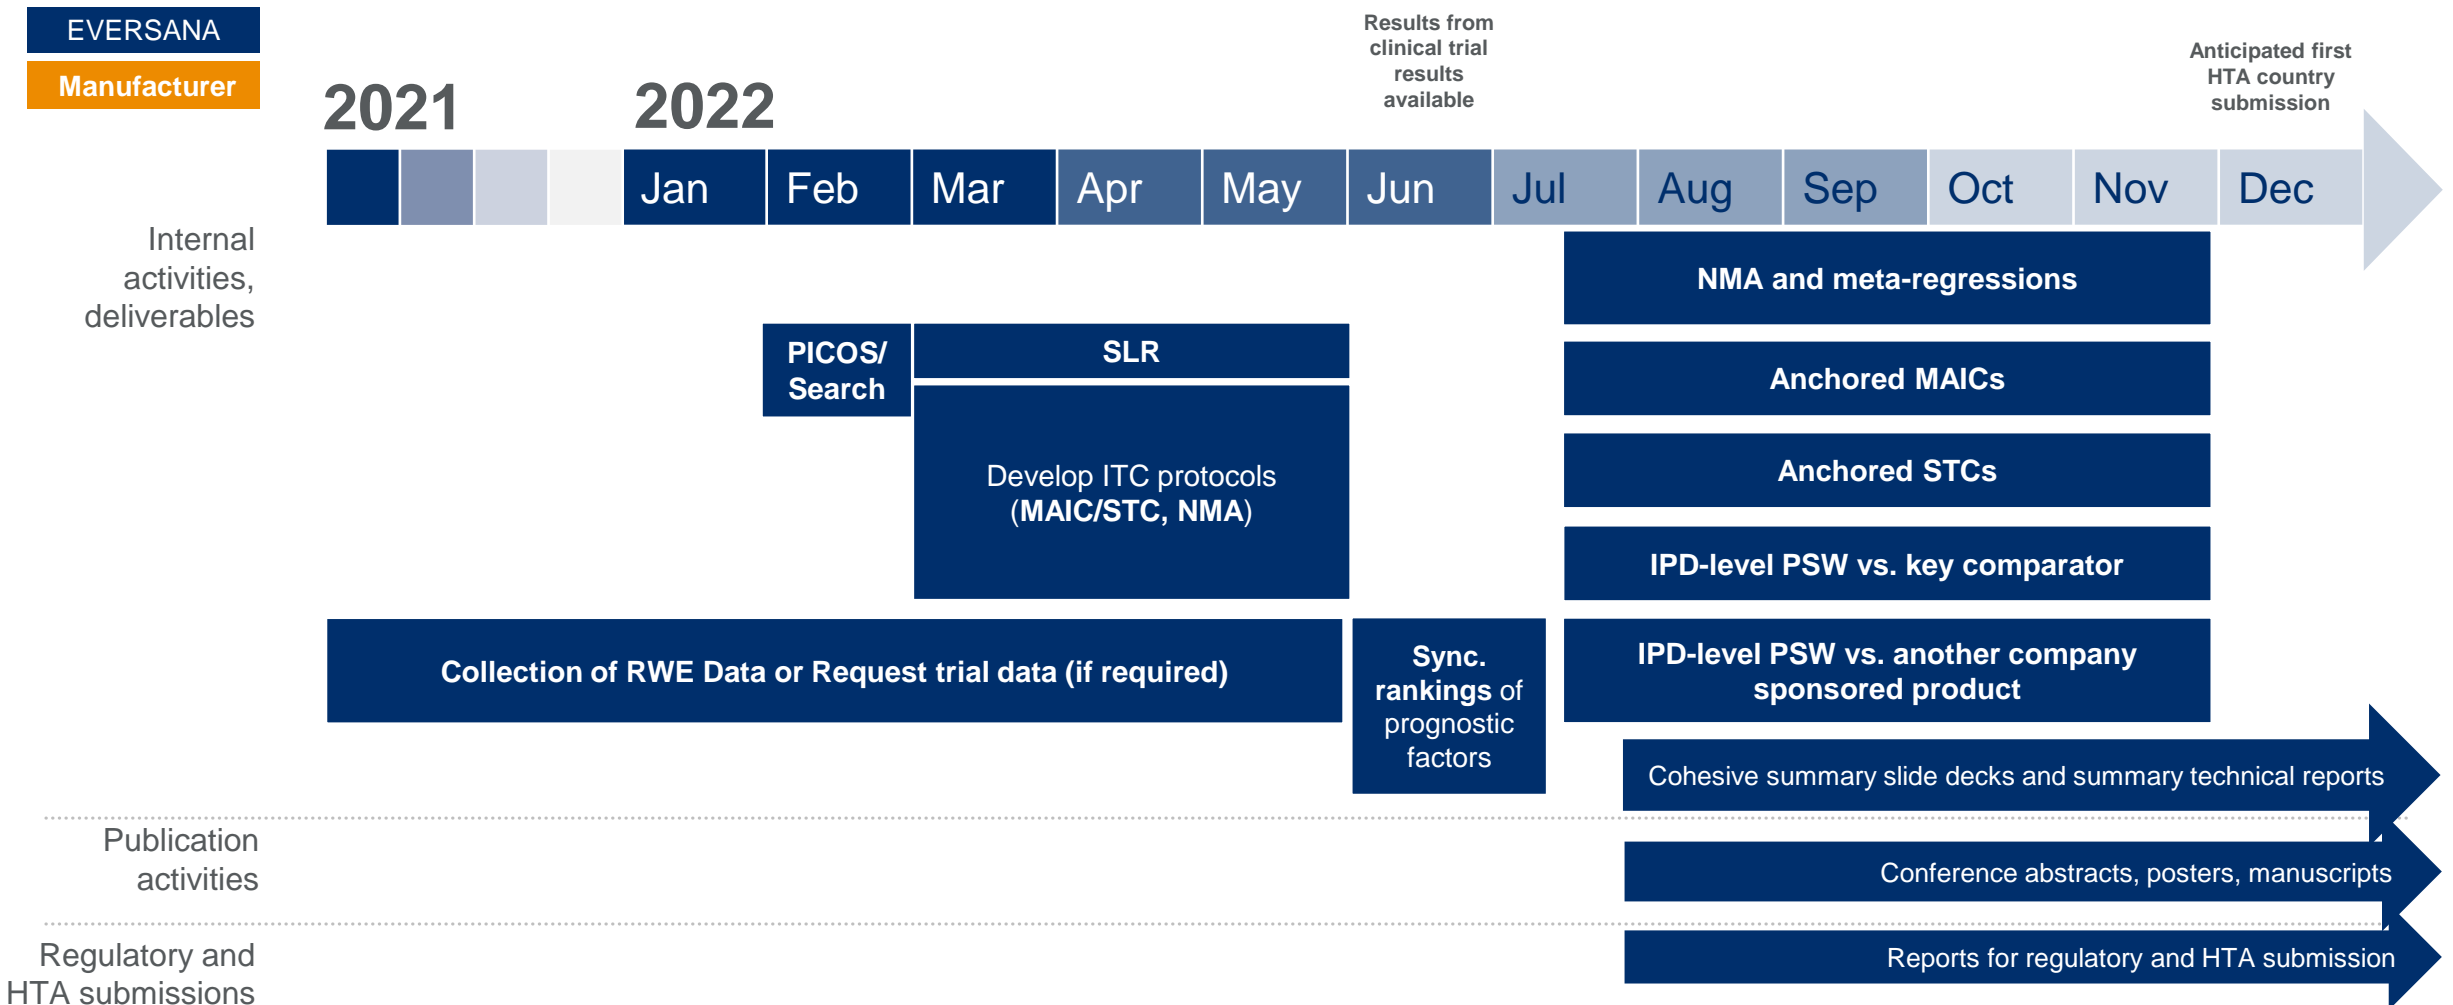 EVERSANA
Manufacturer
Results from
clinical trial
results
available
Anticipated first
HTA country
submission
2021
2022
Jan
Feb
Mar
Apr
May
Jun
Jul
Aug
Sep
Oct
Nov
Dec
Internal
activities,
deliverables
NMA and meta-regressions
PICOS/
Search
SLR
Anchored MAICs
Develop ITC protocols
(MAIC/STC, NMA)
Anchored STCs
IPD-level PSW vs. key comparator
Collection of RWE Data or Request trial data (if required)
Sync.
rankings of
prognostic
factors
IPD-level PSW vs. another company
sponsored product
Cohesive summary slide decks and summary technical reports
Publication
activities
Conference abstracts, posters, manuscripts
Regulatory and
HTA submissions
Reports for regulatory and HTA submission